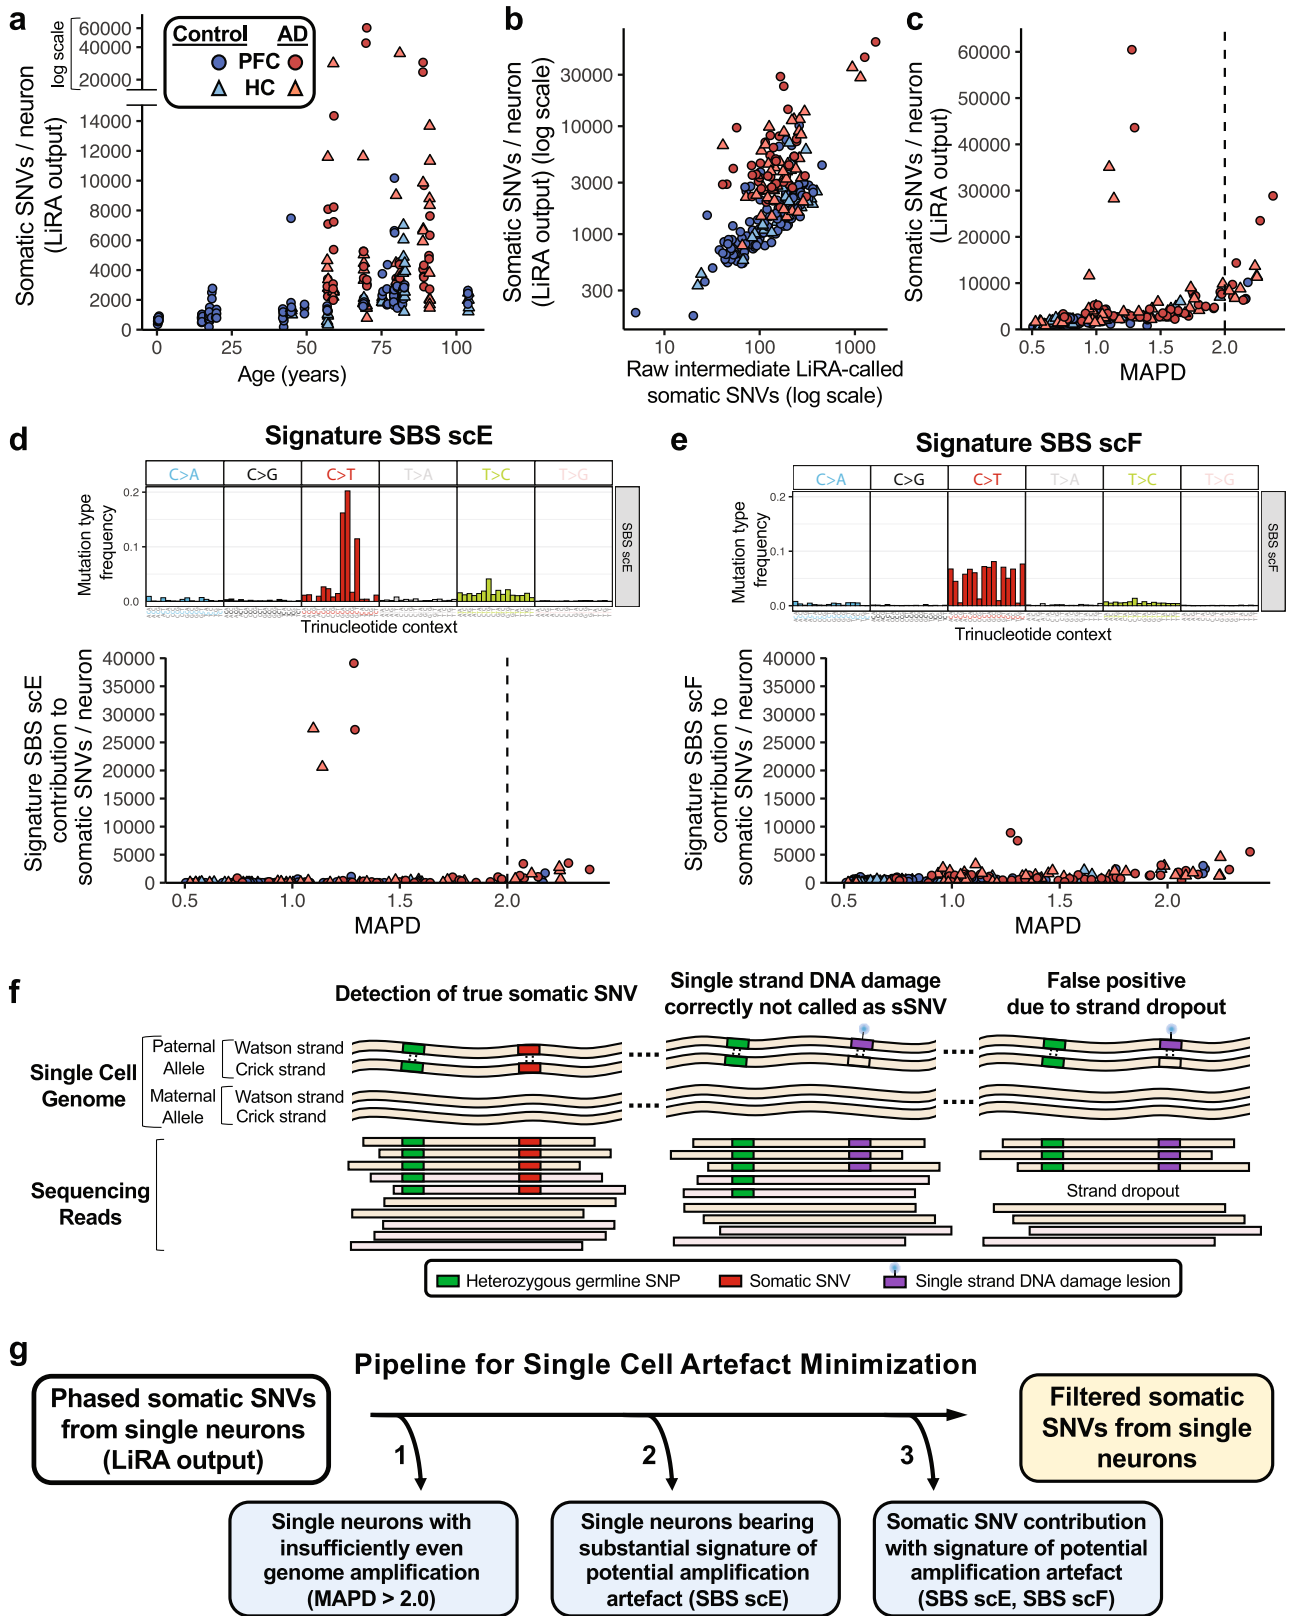 a
Somatic SNVs / neuron
(LiRA output)
log scale
60000
40000
20000
14000
12000
10000
8000
6000
4000
2000
0
Control AD
PFC
HC
0 25 50 75 100
Age (years)
b
Somatic SNVs / neuron
(LiRA output) (log scale)
30000
10000
3000
1000
300
10 100 1000
Raw intermediate LiRA-called
somatic SNVs (log scale)
c
Somatic SNVs / neuron
(LiRA output)
60000
50000
40000
30000
20000
10000
0
0.5 1.0 1.5 2.0
MAPD
d
Signature SBS scE
C>A C>G C>T T>A T>C T>G
Mutation type
frequency
0.2
0.1
0.0
SBS scE
Trinucleotide context
Signature SBS scE
contribution to
somatic SNVs / neuron
40000
35000
30000
25000
20000
15000
10000
5000
0
0.5 1.0 1.5 2.0
MAPD
e
Signature SBS scF
C>A C>G C>T T>A T>C T>G
Mutation type
frequency
0.2
0.1
0.0
SBS scF
Trinucleotide context
Signature SBS scF
contribution to
somatic SNVs / neuron
40000
35000
30000
25000
20000
15000
10000
5000
0
0.5 1.0 1.5 2.0
MAPD
f
Detection of true somatic SNV
Single strand DNA damage
correctly not called as sSNV
False positive
due to strand dropout
Single Cell
Genome
Paternal
Allele
Watson strand
Crick strand
Maternal
Allele
Watson strand
Crick strand
Sequencing
Reads
Strand dropout
Heterozygous germline SNP
Somatic SNV
Single strand DNA damage lesion
g
Pipeline for Single Cell Artefact Minimization
Phased somatic SNVs
from single neurons
(LiRA output)
1
2
3
Filtered somatic
SNVs from single
neurons
Single neurons with
insufficiently even
genome amplification
(MAPD > 2.0)
Single neurons bearing
substantial signature of
potential amplification
artefact (SBS scE)
Somatic SNV contribution
with signature of potential
amplification artefact
(SBS scE, SBS scF)